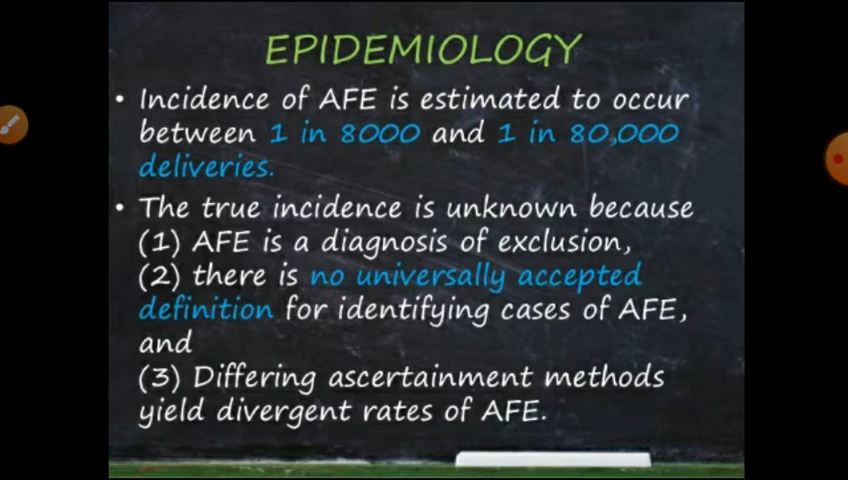 EPIDEMIOLOGY
• Incidence of AFE is estimated to occur
between 1 in 8000 and 1 in 80,000
deliveries.
• The true incidence is unknown because
(1) AFE is a diagnosis of exclusion,
(2) there is no universally accepted
definition for identifying cases of AFE,
and
(3) Differing ascertainment methods
yield divergent rates of AFE.